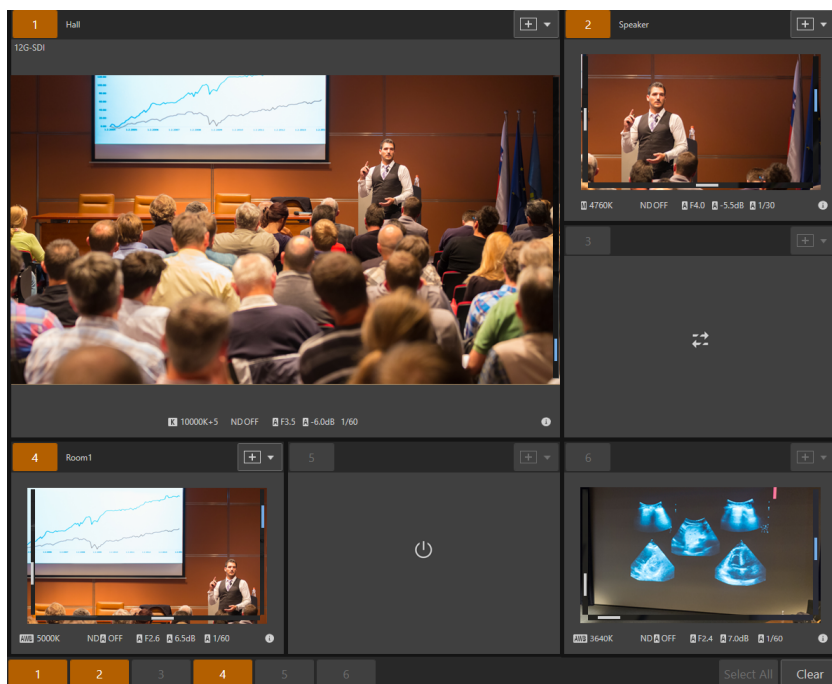 1 Hall
2 Speaker
12G-SDI
M 4760K ND OFF A F4.0 A -5.5dB A 1/30
3
K 10000K+5 ND OFF A F3.5 A -6.0dB 1/60
4 Room1
5
6
AWB 5000K ND A OFF A F2.6 A 6.5dB A 1/60
AWB 3640K ND A OFF A F2.4 A 7.0dB A 1/60
1 2 3 4 5 6 Select All Clear